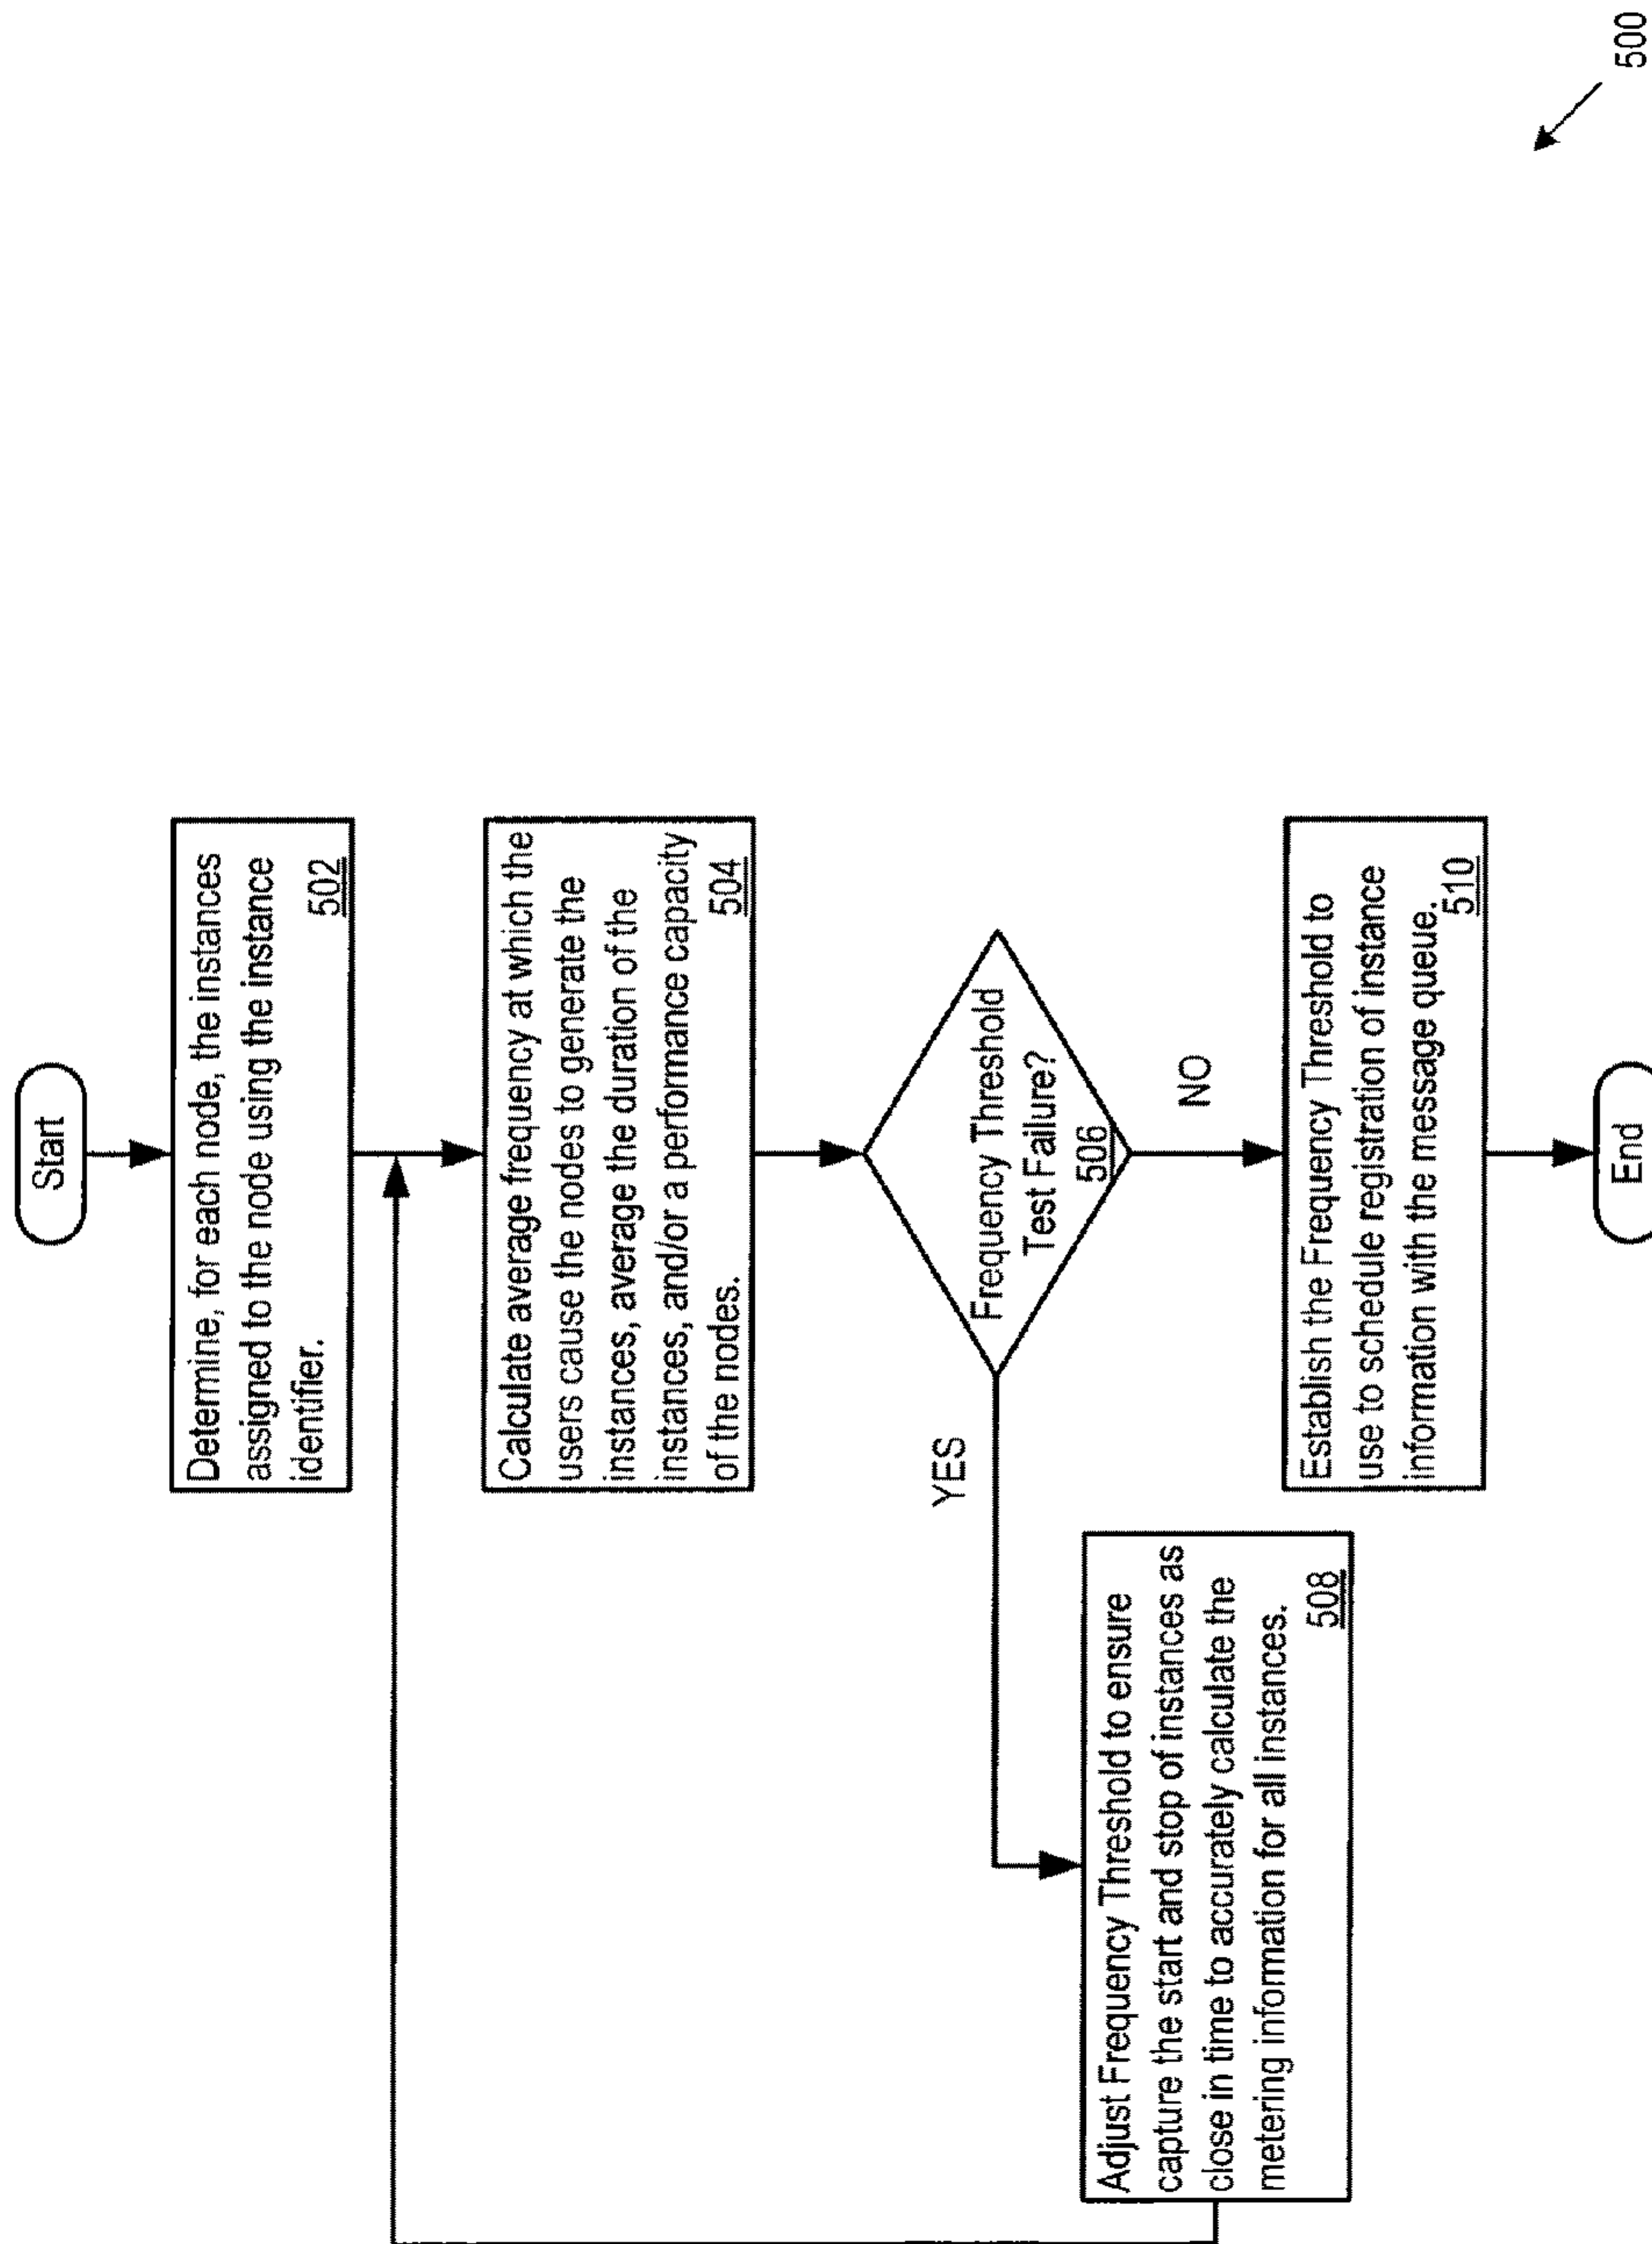 Start
Determine, for each node, the instances
assigned to the node using the instance
identifier.
502
Calculate average frequency at which the
users cause the nodes to generate the
instances, average the duration of the
instances, and/or a performance capacity
of the nodes.
504
Frequency Threshold
Test Failure?
506
YES
NO
Adjust Frequency Threshold to ensure
capture the start and stop of instances as
close in time to accurately calculate the
metering information for all instances.
508
Establish the Frequency Threshold to
use to schedule registration of instance
information with the message queue.
510
End
500